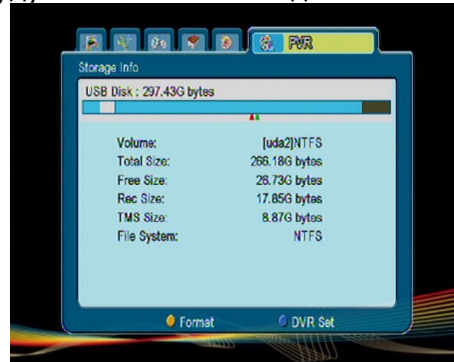 PVR
Storage Info
USB Disk : 297.43G bytes
Volume: [uda2]NTFS
Total Size: 266.18G bytes
Free Size: 26.73G bytes
Rec Size: 17.85G bytes
TMS Size: 8.87G bytes
File System: NTFS
Format DVR Set